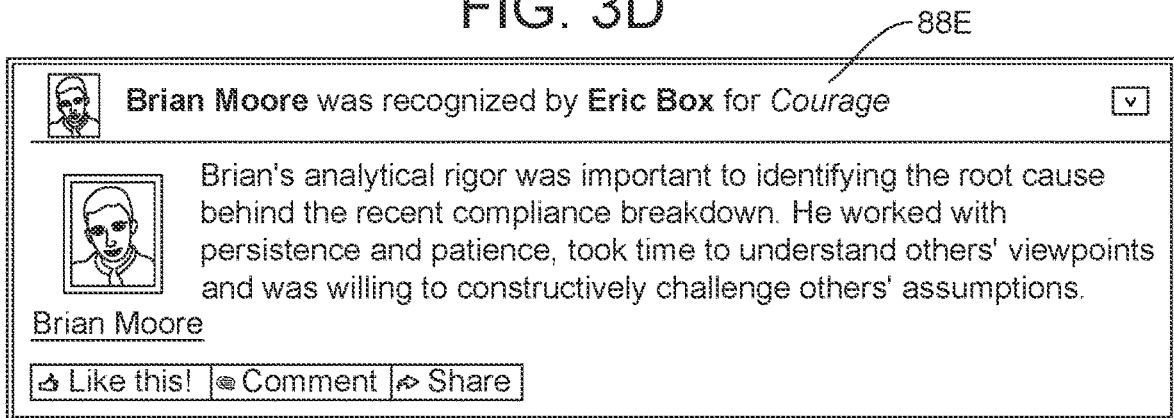 FIG. 3D
88E
Brian Moore was recognized by Eric Box for Courage
Brian's analytical rigor was important to identifying the root cause
behind the recent compliance breakdown. He worked with
persistence and patience, took time to understand others' viewpoints
and was willing to constructively challenge others' assumptions.
Brian Moore
Like this! Comment Share